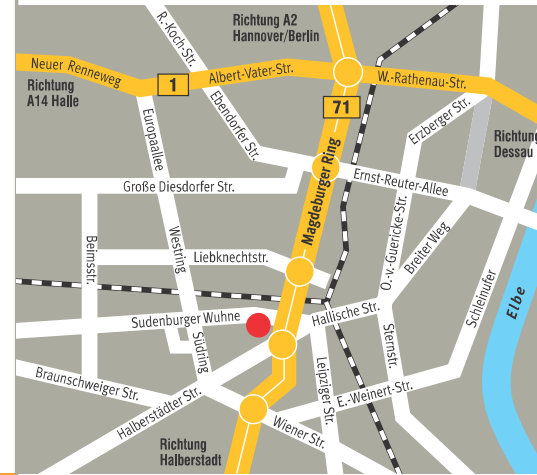 Richtung A2
Hannover/Berlin
R.-Koch-Str.
Neuer Renneweg
Richtung
A14 Halle
1
Albert-Vater-Str.
W.-Rathenau-Str.
71
Erzberger Str.
Richtung
Dessau
Europaallee
Ebendorfer Str.
Magdeburger Ring
Ernst-Reuter-Allee
Große Diesdorfer Str.
O.-v.-Guericke-Str.
Breiter Weg
Beimsstr.
Westring
Liebknechtstr.
Schleinufer
Elbe
Sudenburger Wuhne
Hallische Str.
Südring
Sternstr.
Leipziger Str.
Braunschweiger Str.
Halberstädter Str.
E.-Weinert-Str.
Wiener Str.
Richtung
Halberstadt